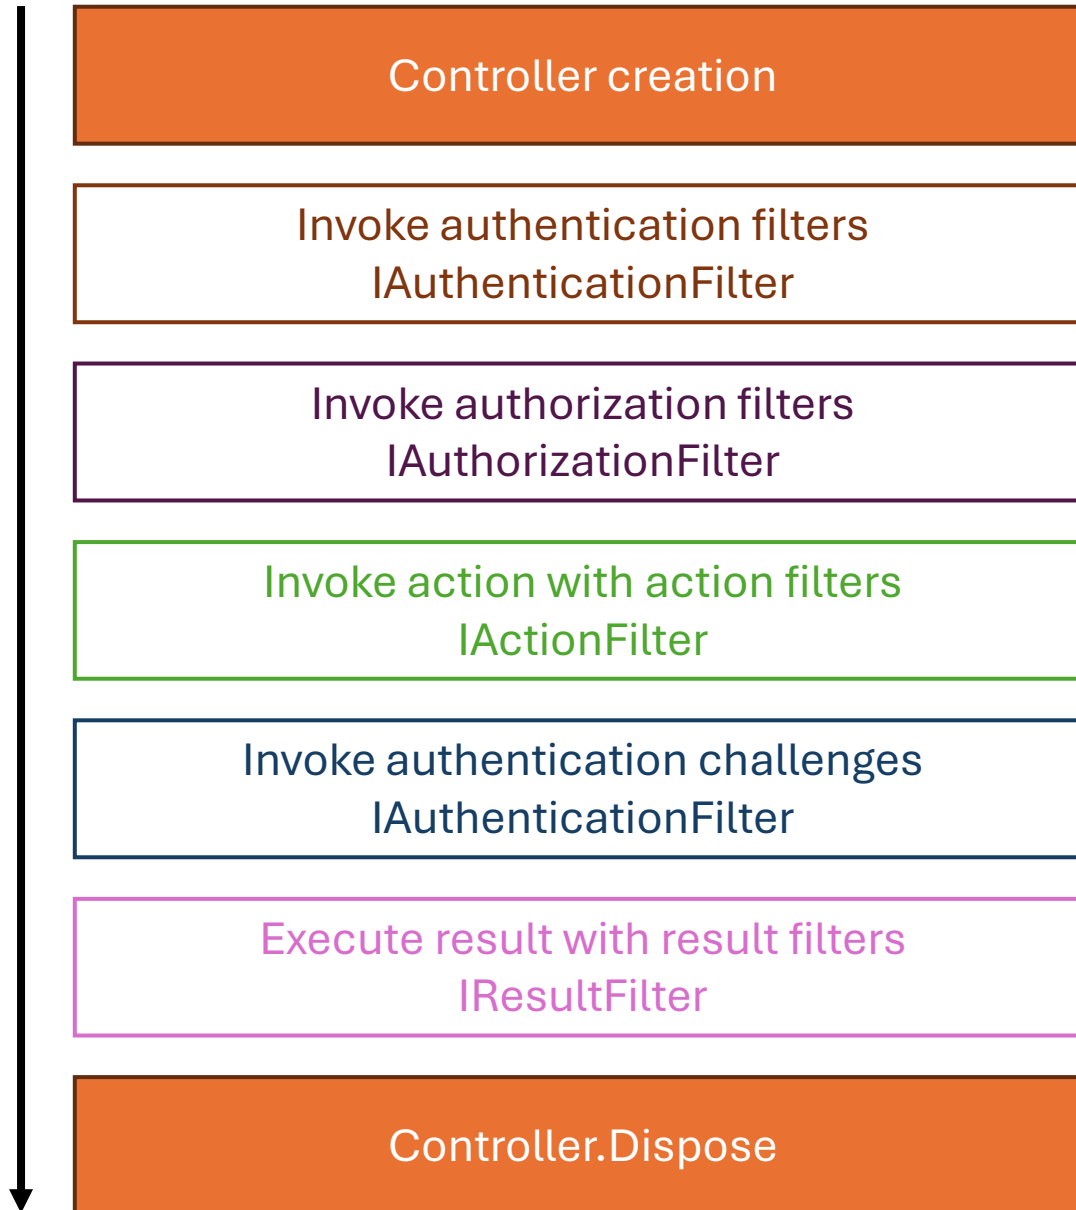 Controller creation
Invoke authentication filters
IAuthenticationFilter
Invoke authorization filters
IAuthorizationFilter
Invoke action with action filters
IActionFilter
Invoke authentication challenges
IAuthenticationFilter
Execute result with result filters
IResultFilter
Controller.Dispose